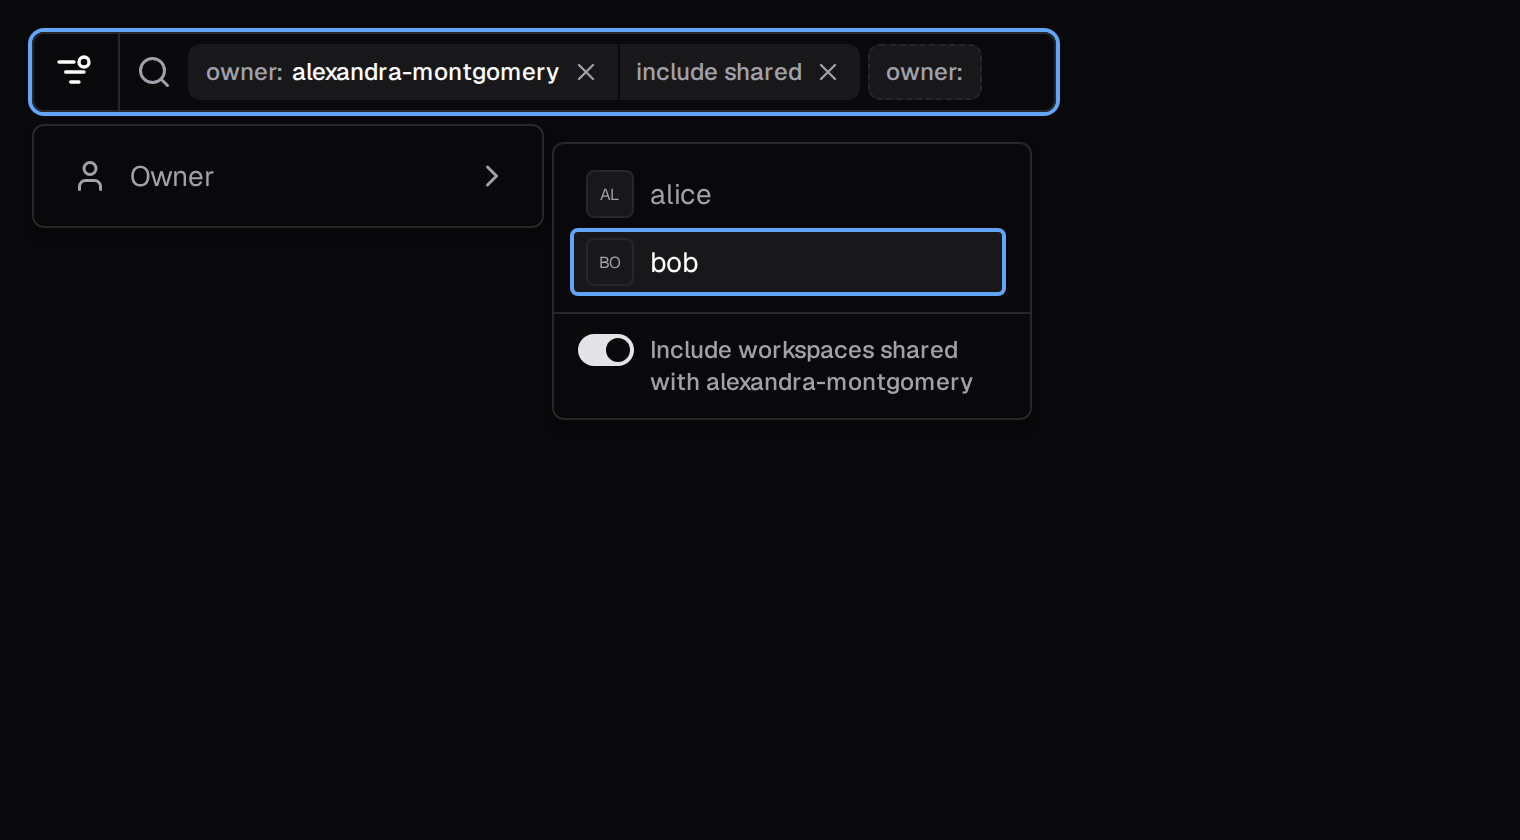 owner: alexandra-montgomery include shared owner:
Owner
AL alice
BO bob
Include workspaces shared
with alexandra-montgomery